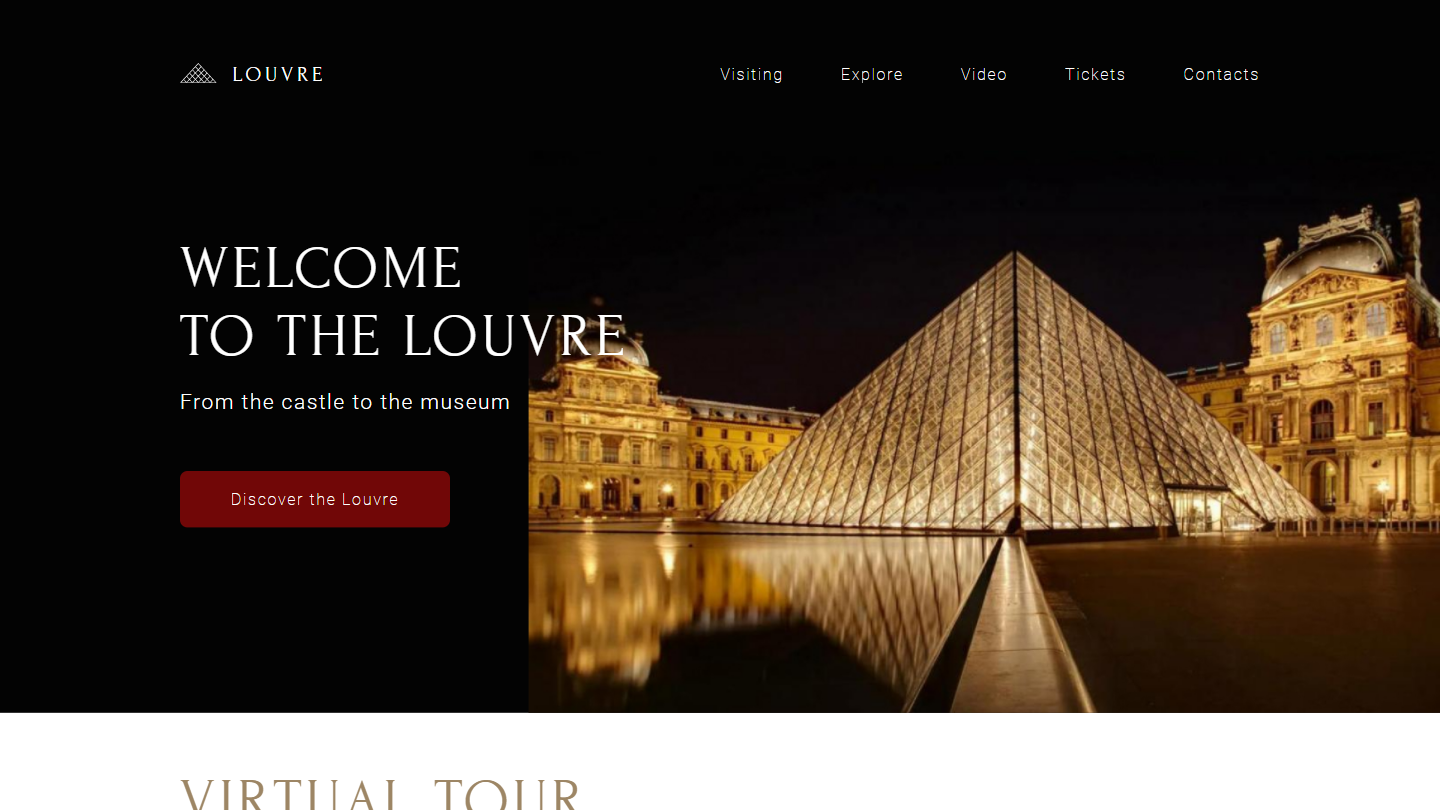 LOUVRE
Visiting Explore Video Tickets Contacts
WELCOME
TO THE LOUVRE
From the castle to the museum
Discover the Louvre
VIRTUAL TOUR